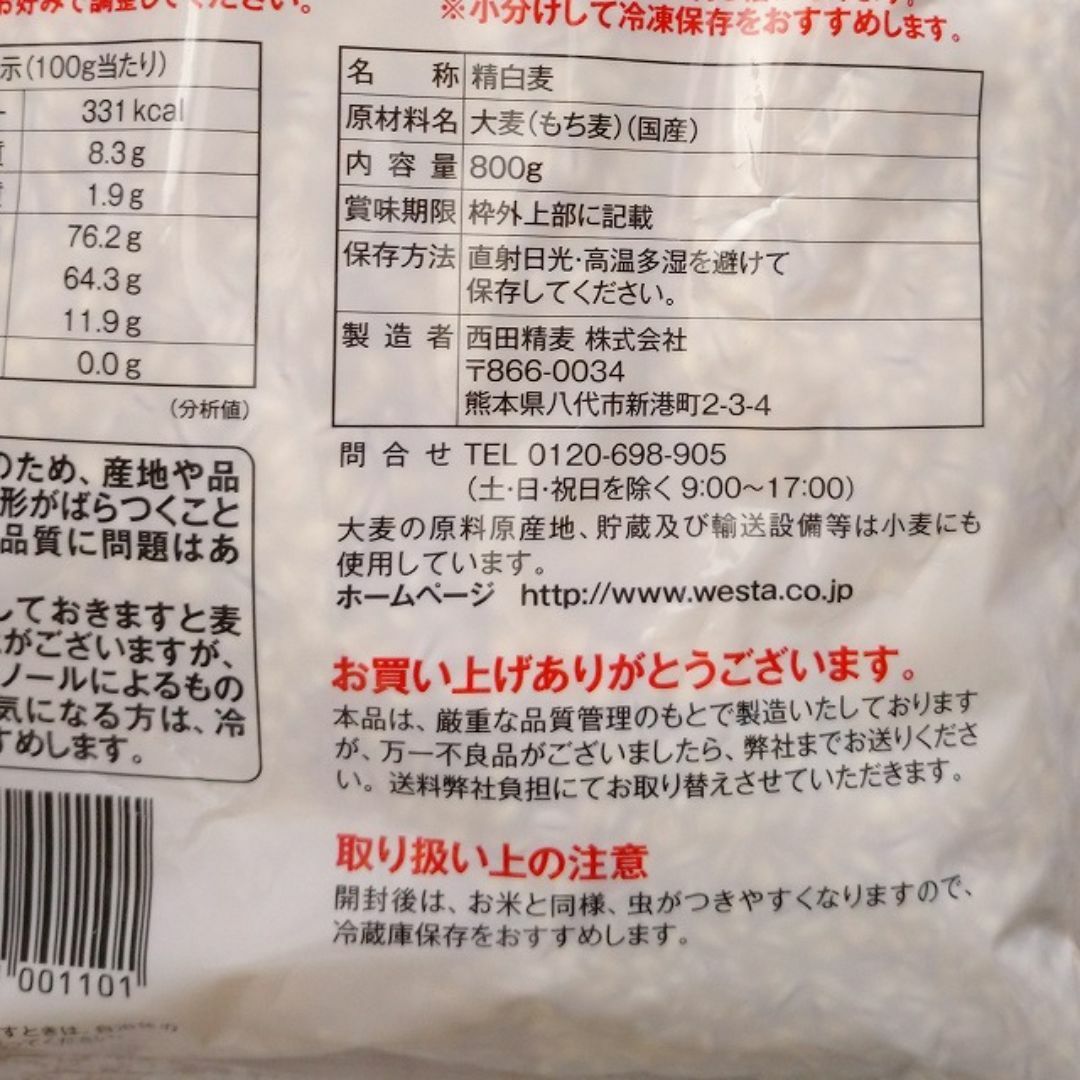 お好みで調整してください。
※小分けして冷凍保存をおすすめします。
示(100g当たり)
331 kcal
8.3g
1.9g
76.2g
64.3g
11.9g
0.0g
(分析値)
名 称 精白麦
原材料名 大麦(もち麦)(国産)
内容量 800g
賞味期限 枠外上部に記載
保存方法 直射日光・高温多湿を避けて
保存してください。
製造者 西田精麦 株式会社
〒866-0034
熊本県八代市新港町2-3-4
問合せ TEL 0120-698-905
(土・日・祝日を除く 9:00〜17:00)
大麦の原料原産地、貯蔵及び輸送設備等は小麦にも
使用しています。
ホームページ http://www.westa.co.jp
のため、産地や品
形がばらつくこと
品質に問題はあ
しておきますと麦
がございますが、
ノールによるもの
気になる方は、冷
すめします。
お買い上げありがとうございます。
本品は、厳重な品質管理のもとで製造いたしております
が、万一不良品がございましたら、弊社までお送りくださ
い。送料弊社負担にてお取り替えさせていただきます。
取り扱い上の注意
開封後は、お米と同様、虫がつきやすくなりますので、
冷蔵庫保存をおすすめします。
001101